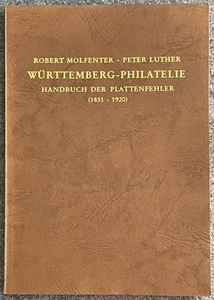 ROBERT MOLFENTER - PETER LUTHER
WÜRTTEMBERG-PHILATELIE
HANDBUCH DER PLATTENFEHLER
(1851 - 1920)